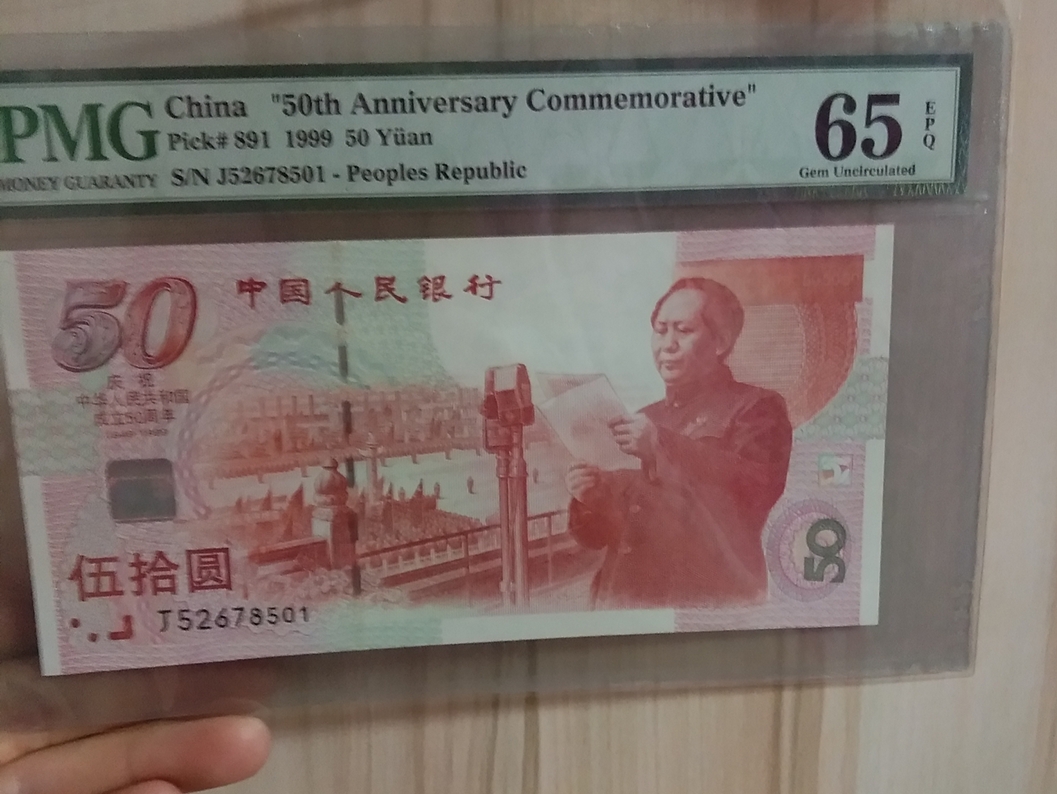 PMG
MONEY GUARANTY
China "50th Anniversary Commemorative"
Pick# 891 1999 50 Yüan
S/N J52678501 - Peoples Republic
65
EPQ
Gem Uncirculated
50
中国人民银行
庆祝
中华人民共和国
成立50周年
伍拾圆
J52678501
50